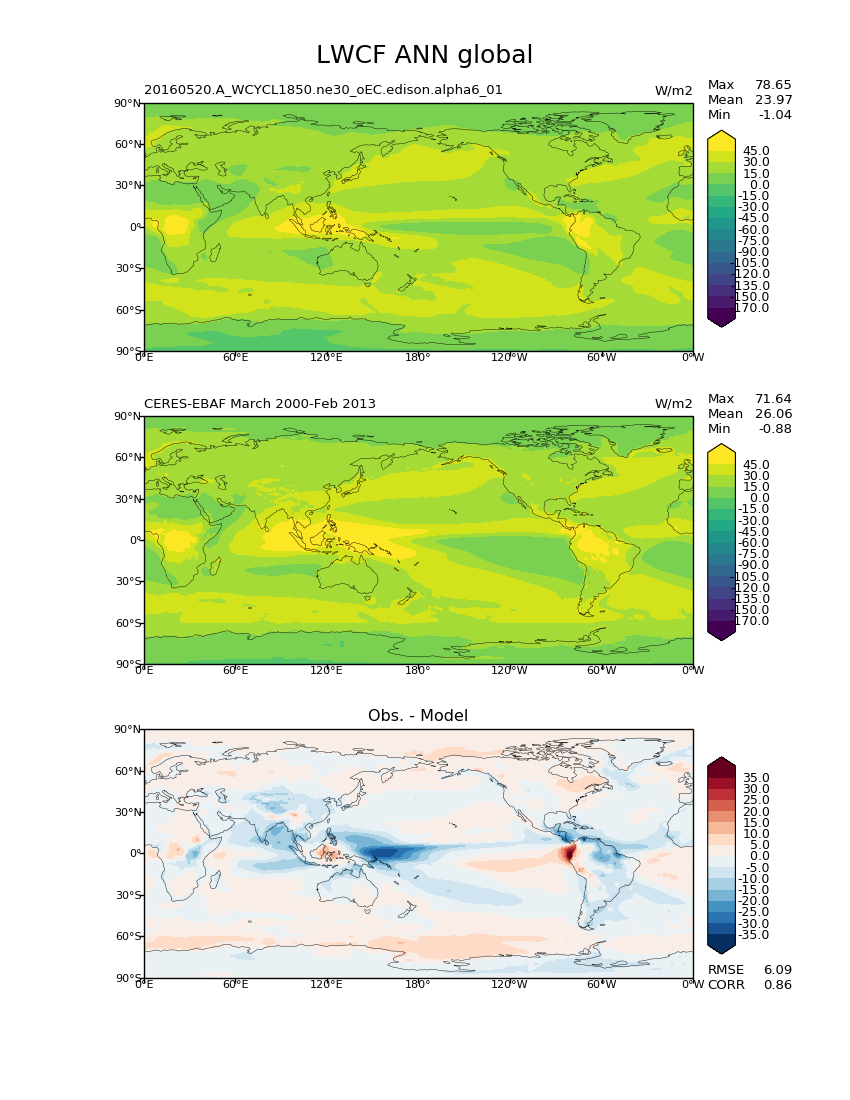 LWCF ANN global
20160520.A_WCYCL1850.ne30_oEC.edison.alpha6_01 W/m2
Max 78.65
Mean 23.97
Min -1.04
90°N
60°N
30°N
0°
30°S
60°S
90°S
0°E 60°E 120°E 180° 120°W 60°W 0°W
45.0
30.0
15.0
0.0
-15.0
-30.0
-45.0
-60.0
-75.0
-90.0
-105.0
-120.0
-135.0
-150.0
-170.0
CERES-EBAF March 2000-Feb 2013 W/m2
Max 71.64
Mean 26.06
Min -0.88
90°N
60°N
30°N
0°
30°S
60°S
90°S
0°E 60°E 120°E 180° 120°W 60°W 0°W
45.0
30.0
15.0
0.0
-15.0
-30.0
-45.0
-60.0
-75.0
-90.0
-105.0
-120.0
-135.0
-150.0
-170.0
Obs. - Model
90°N
60°N
30°N
0°
30°S
60°S
90°S
0°E 60°E 120°E 180° 120°W 60°W 0°W
35.0
30.0
25.0
20.0
15.0
10.0
5.0
0.0
-5.0
-10.0
-15.0
-20.0
-25.0
-30.0
-35.0
RMSE 6.09
CORR 0.86